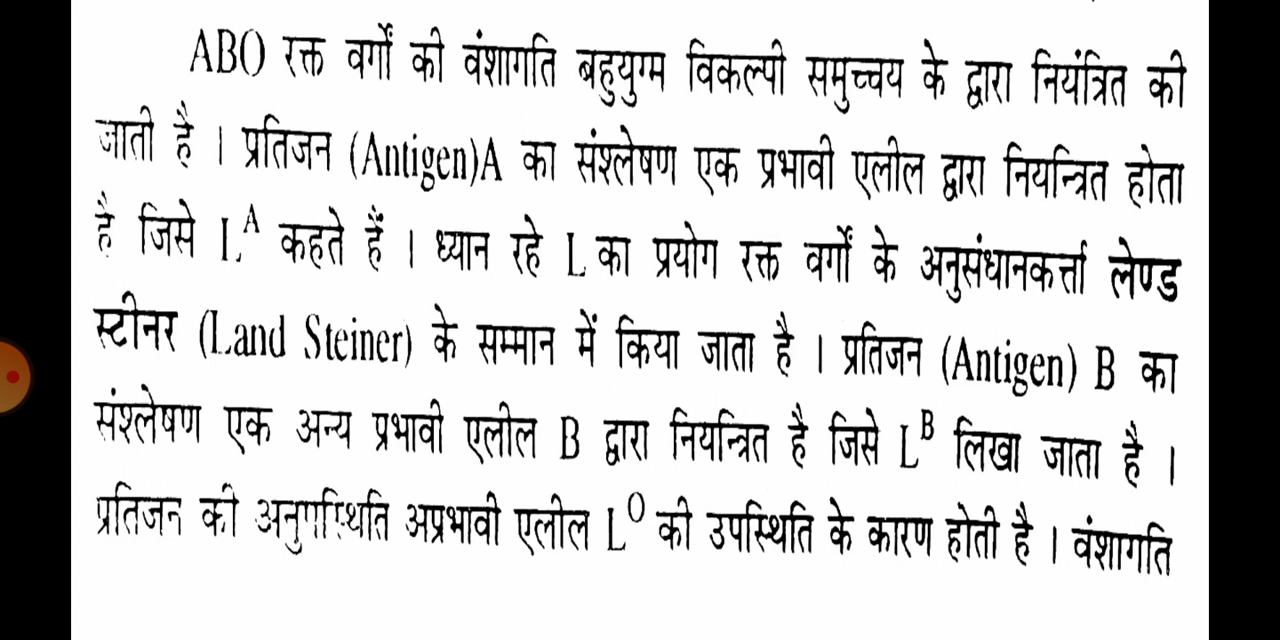 ABO रक्त वर्गों की वंशागति बहुयुग्म विकल्पी समुच्चय के द्वारा नियंत्रित की
जाती है । प्रतिजन (Antigen)A का संश्लेषण एक प्रभावी एलील द्वारा नियन्त्रित होता
है जिसे L^A कहते हैं । ध्यान रहे L का प्रयोग रक्त वर्गों के अनुसंधानकर्त्ता लेण्ड
स्टीनर (Land Steiner) के सम्मान में किया जाता है । प्रतिजन (Antigen) B का
संश्लेषण एक अन्य प्रभावी एलील B द्वारा नियन्त्रित है जिसे L^B लिखा जाता है ।
प्रतिजन की अनुपस्थिति अप्रभावी एलील L^O की उपस्थिति के कारण होती है । वंशागति